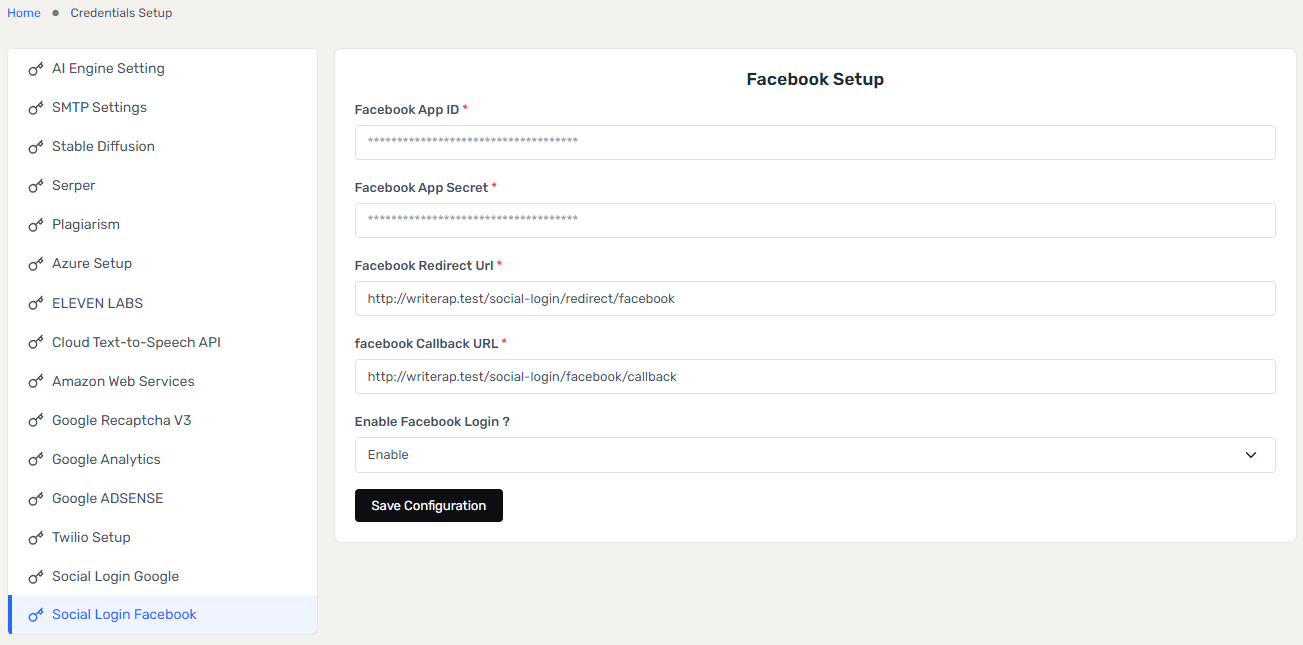 Home ● Credentials Setup
AI Engine Setting
SMTP Settings
Stable Diffusion
Serper
Plagiarism
Azure Setup
ELEVEN LABS
Cloud Text-to-Speech API
Amazon Web Services
Google Recaptcha V3
Google Analytics
Google ADSENSE
Twilio Setup
Social Login Google
Social Login Facebook
Facebook Setup
Facebook App ID *
************************************
Facebook App Secret *
************************************
Facebook Redirect Url *
http://writerap.test/social-login/redirect/facebook
facebook Callback URL *
http://writerap.test/social-login/facebook/callback
Enable Facebook Login ?
Enable
Save Configuration